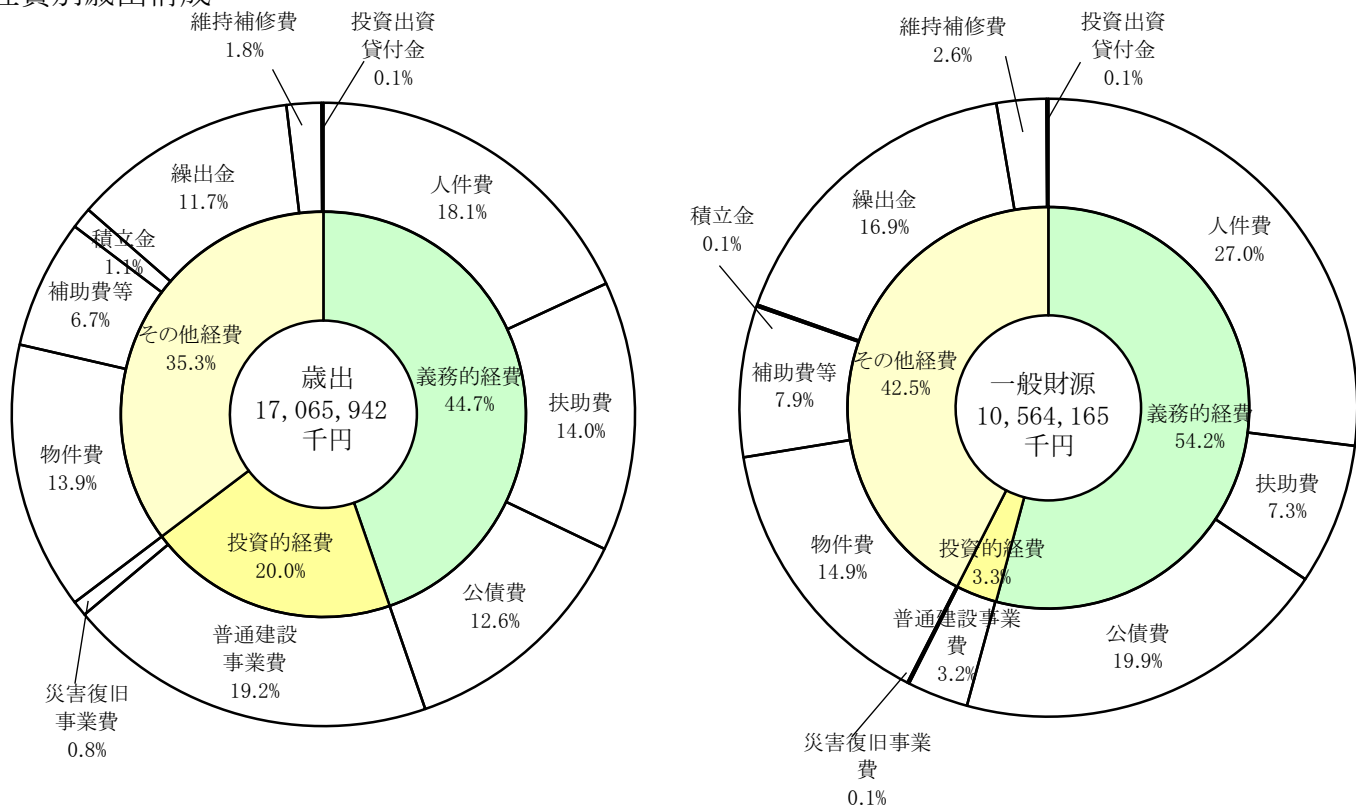 経費別歳出構成
維持補修費
1.8%
投資出資
貸付金
0.1%
繰出金
11.7%
人件費
18.1%
積立金
1.1%
補助費等
6.7%
その他経費
35.3%
歳出
17,065,942
千円
義務的経費
44.7%
扶助費
14.0%
物件費
13.9%
投資的経費
20.0%
公債費
12.6%
普通建設
事業費
19.2%
災害復旧
事業費
0.8%
維持補修費
2.6%
投資出資
貸付金
0.1%
繰出金
16.9%
人件費
27.0%
積立金
0.1%
補助費等
7.9%
その他経費
42.5%
一般財源
10,564,165
千円
義務的経費
54.2%
扶助費
7.3%
物件費
14.9%
投資的経費
3.3%
普通建設事業
費
3.2%
公債費
19.9%
災害復旧事業
費
0.1%